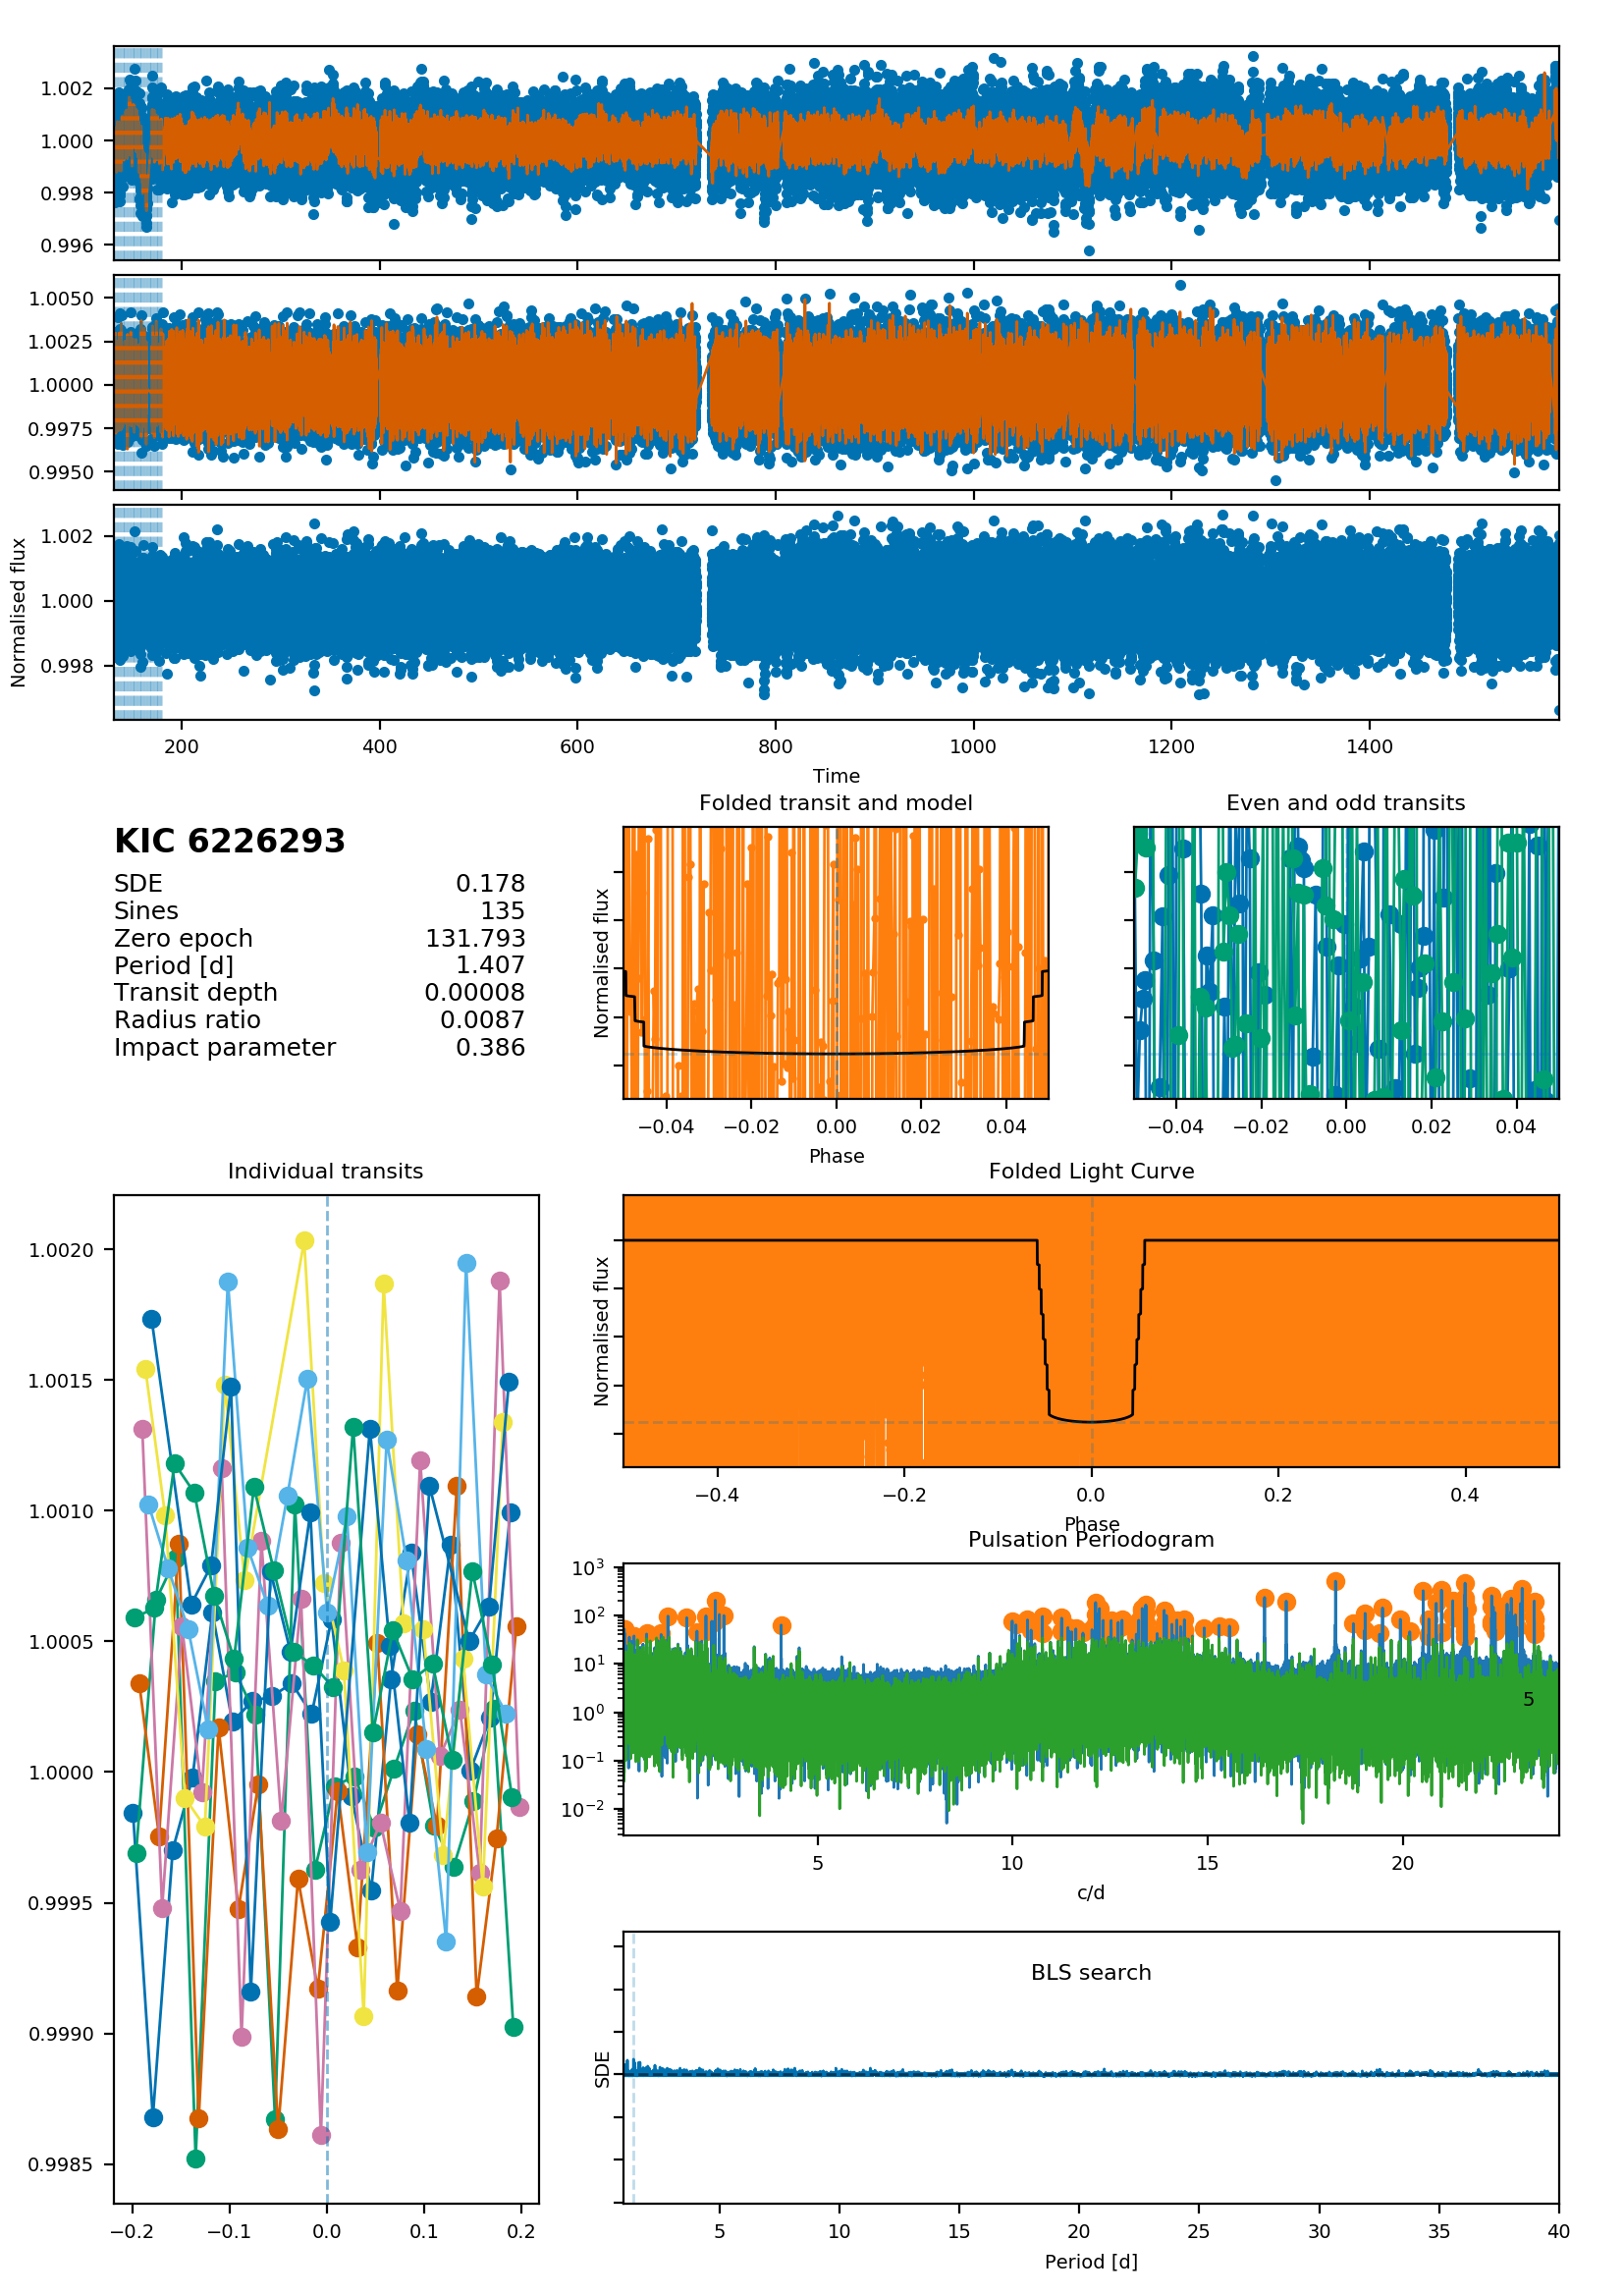 1.002
1.000
0.998
0.996
1.0050
1.0025
1.0000
0.9975
0.9950
1.002
1.000
0.998
Normalised flux
200 400 600 800 1000 1200 1400
Time
KIC 6226293
SDE 0.178
Sines 135
Zero epoch 131.793
Period [d] 1.407
Transit depth 0.00008
Radius ratio 0.0087
Impact parameter 0.386
Folded transit and model
Normalised flux
−0.04 −0.02 0.00 0.02 0.04
Phase
Even and odd transits
−0.04 −0.02 0.00 0.02 0.04
Individual transits
1.0020
1.0015
1.0010
1.0005
1.0000
0.9995
0.9990
0.9985
−0.2 −0.1 0.0 0.1 0.2
Folded Light Curve
Normalised flux
−0.4 −0.2 0.0 0.2 0.4
Phase
Pulsation Periodogram
10³
10²
10¹
10⁰
10⁻¹
10⁻²
5
5 10 15 20
c/d
BLS search
SDE
5 10 15 20 25 30 35 40
Period [d]